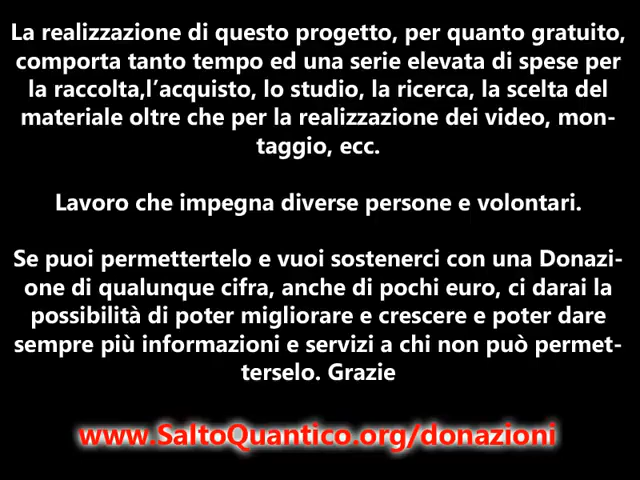 La realizzazione di questo progetto, per quanto gratuito,
comporta tanto tempo ed una serie elevata di spese per
la raccolta,l’acquisto, lo studio, la ricerca, la scelta del
materiale oltre che per la realizzazione dei video, mon-
taggio, ecc.
Lavoro che impegna diverse persone e volontari.
Se puoi permettertelo e vuoi sostenerci con una Donazi-
one di qualunque cifra, anche di pochi euro, ci darai la
possibilità di poter migliorare e crescere e poter dare
sempre più informazioni e servizi a chi non può permet-
terselo. Grazie
www.SaltoQuantico.org/donazioni